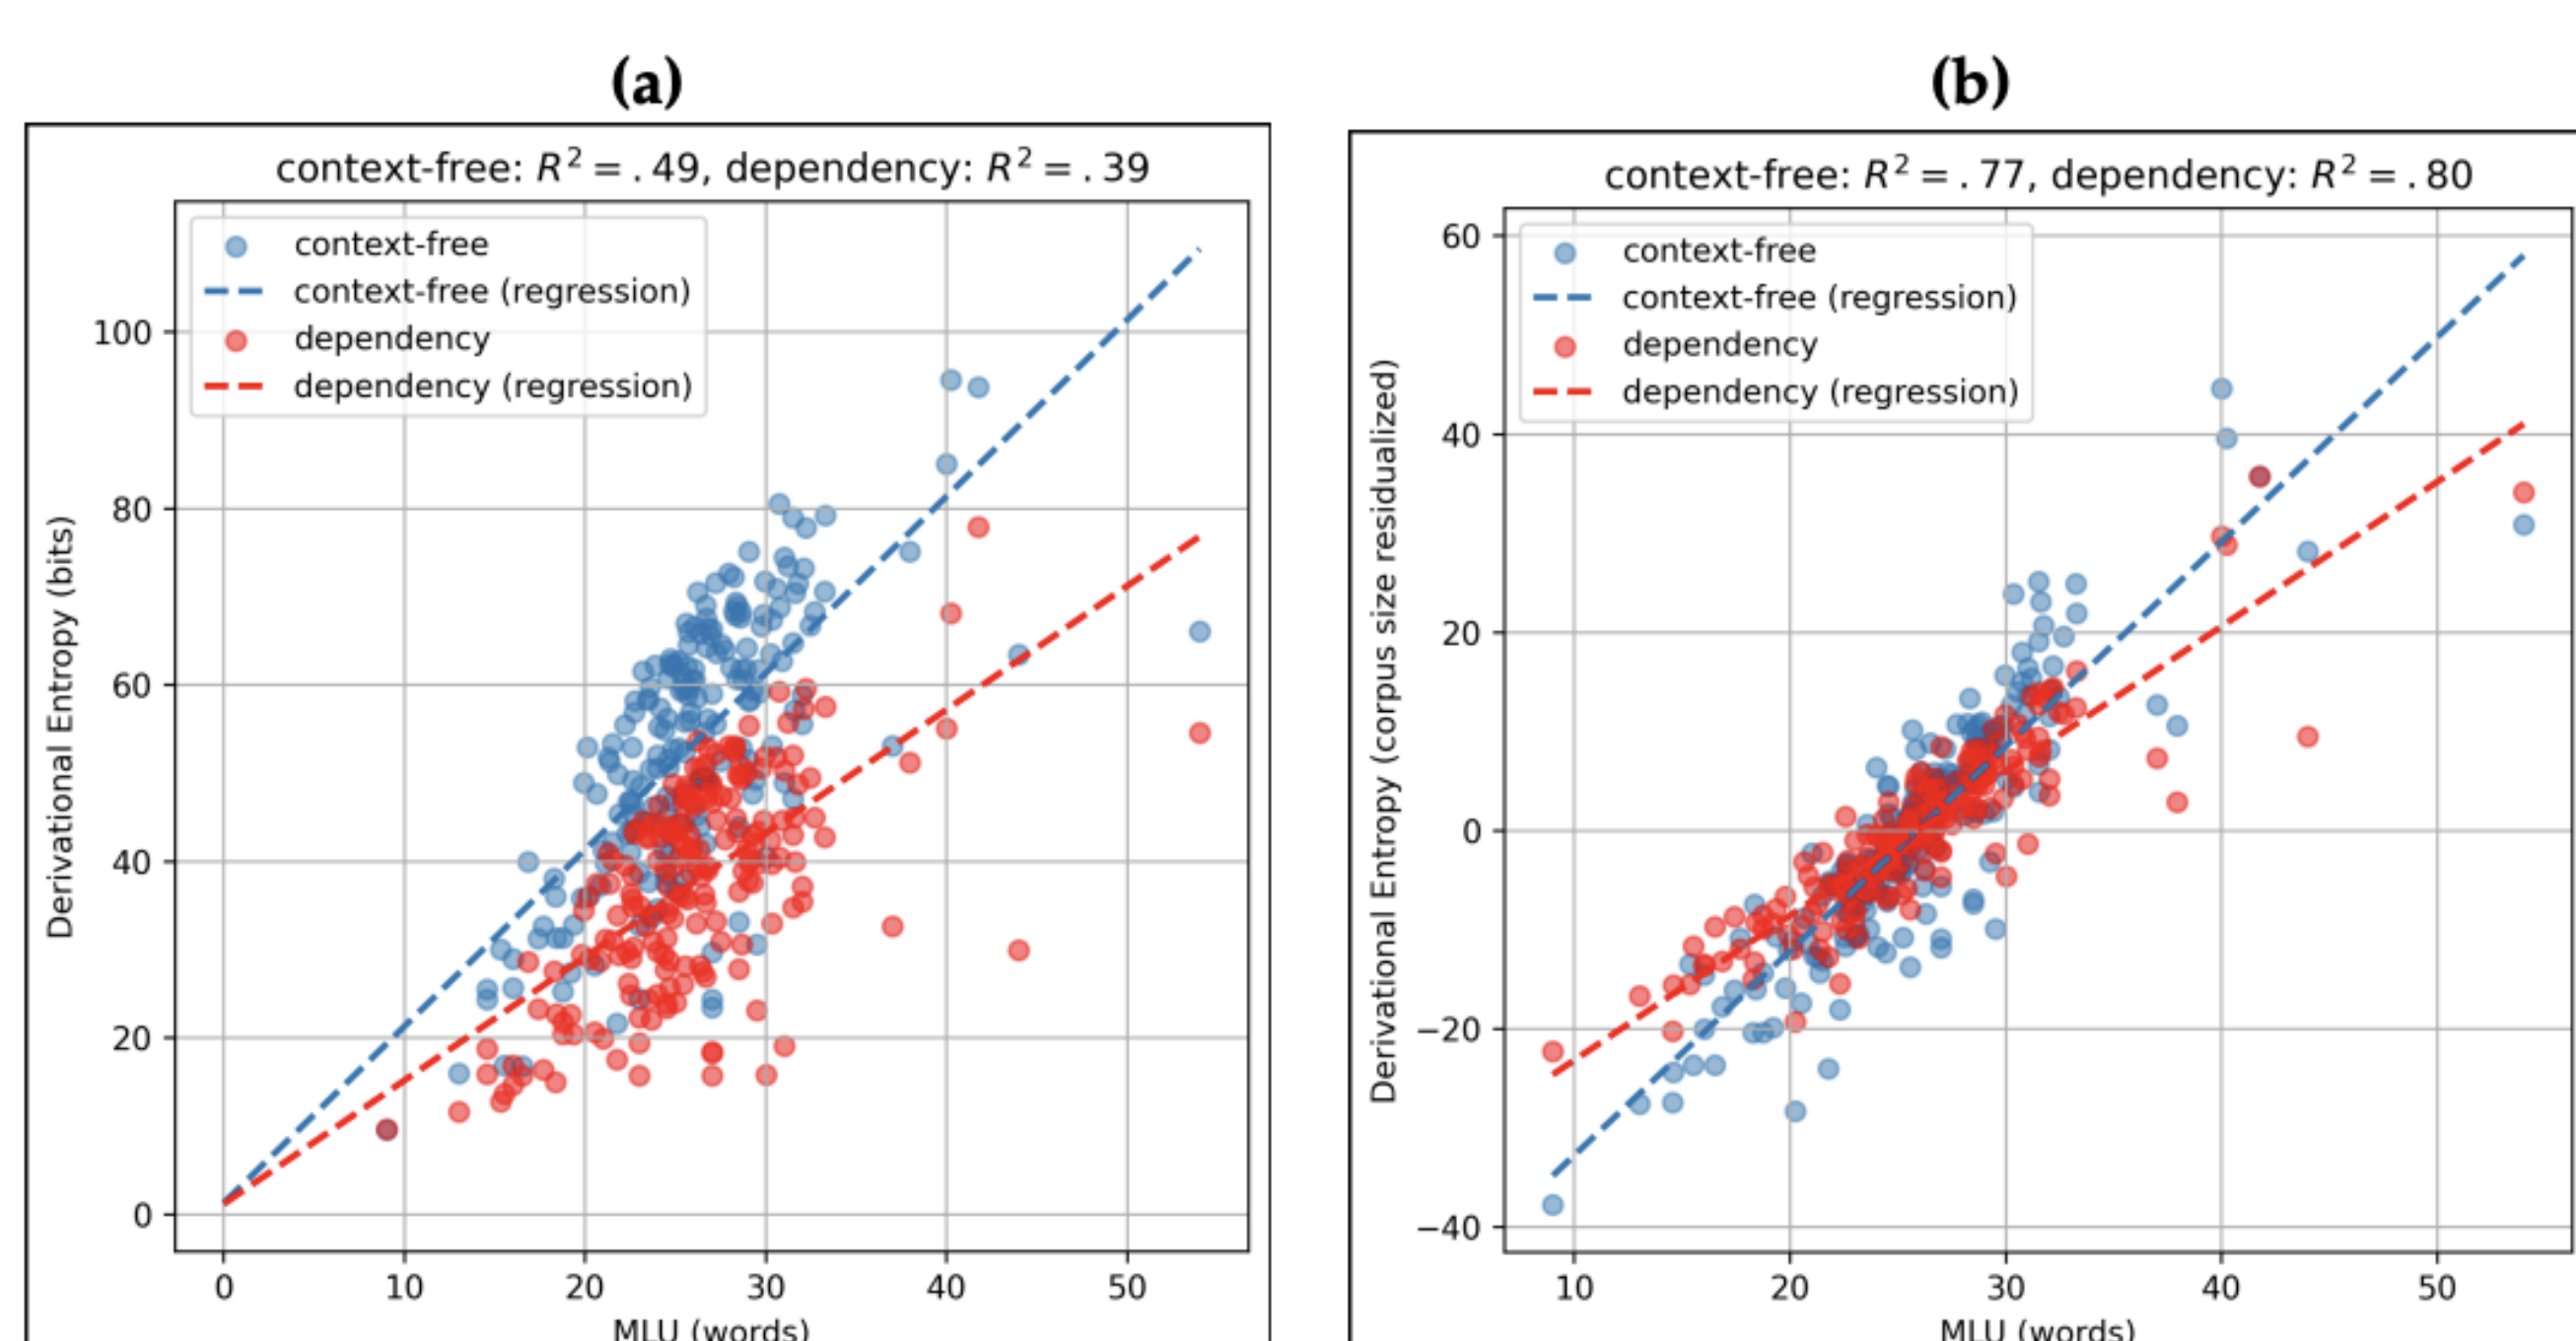 (a)
context-free: R² = .49, dependency: R² = .39
context-free
context-free (regression)
dependency
dependency (regression)
Derivational Entropy (bits)
100
80
60
40
20
0
0 10 20 30 40 50
MLU (words)
(b)
context-free: R² = .77, dependency: R² = .80
context-free
context-free (regression)
dependency
dependency (regression)
Derivational Entropy (corpus size residualized)
60
40
20
0
−20
−40
10 20 30 40 50
MLU (words)